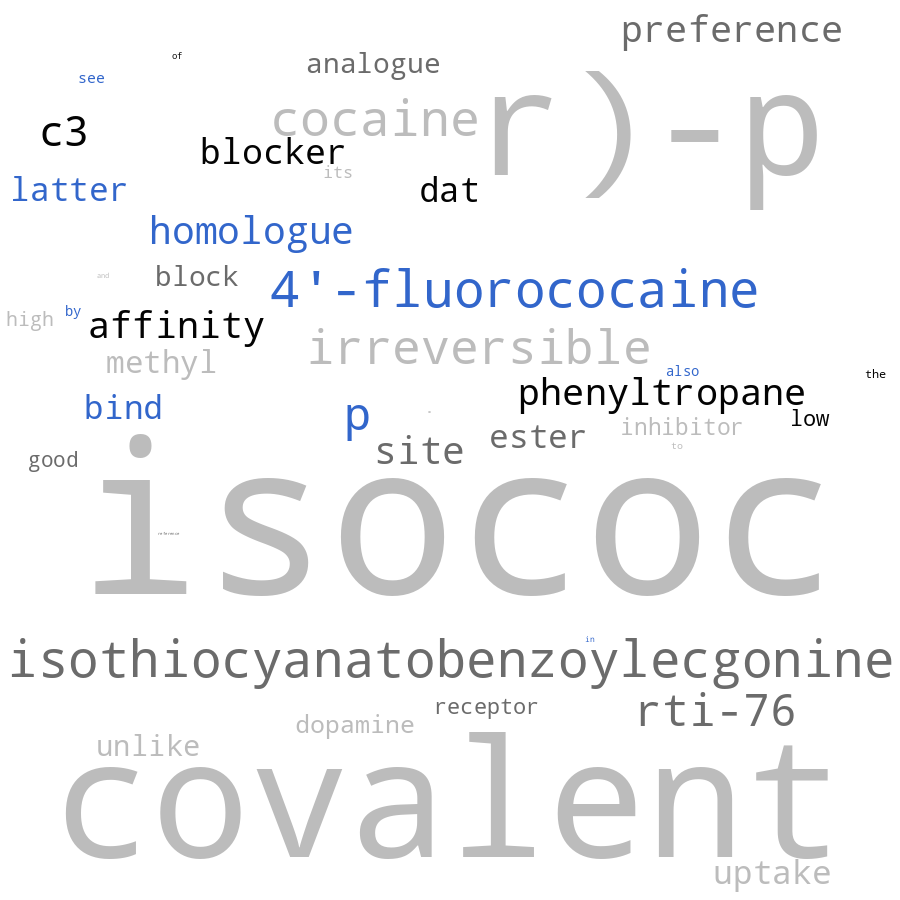 preference
of
analogue
see
r)-p
cocaine
c3
blocker
its
latter
dat
homologue
and
block
4'-fluorococaine
high
by
affinity
irreversible
methyl
also
the
phenyltropane
bind
p
low
inhibitor
ester
site
to
good
isococ
reference
in
isothiocyanatobenzoylecgonine
receptor
rti-76
dopamine
unlike
covalent
uptake